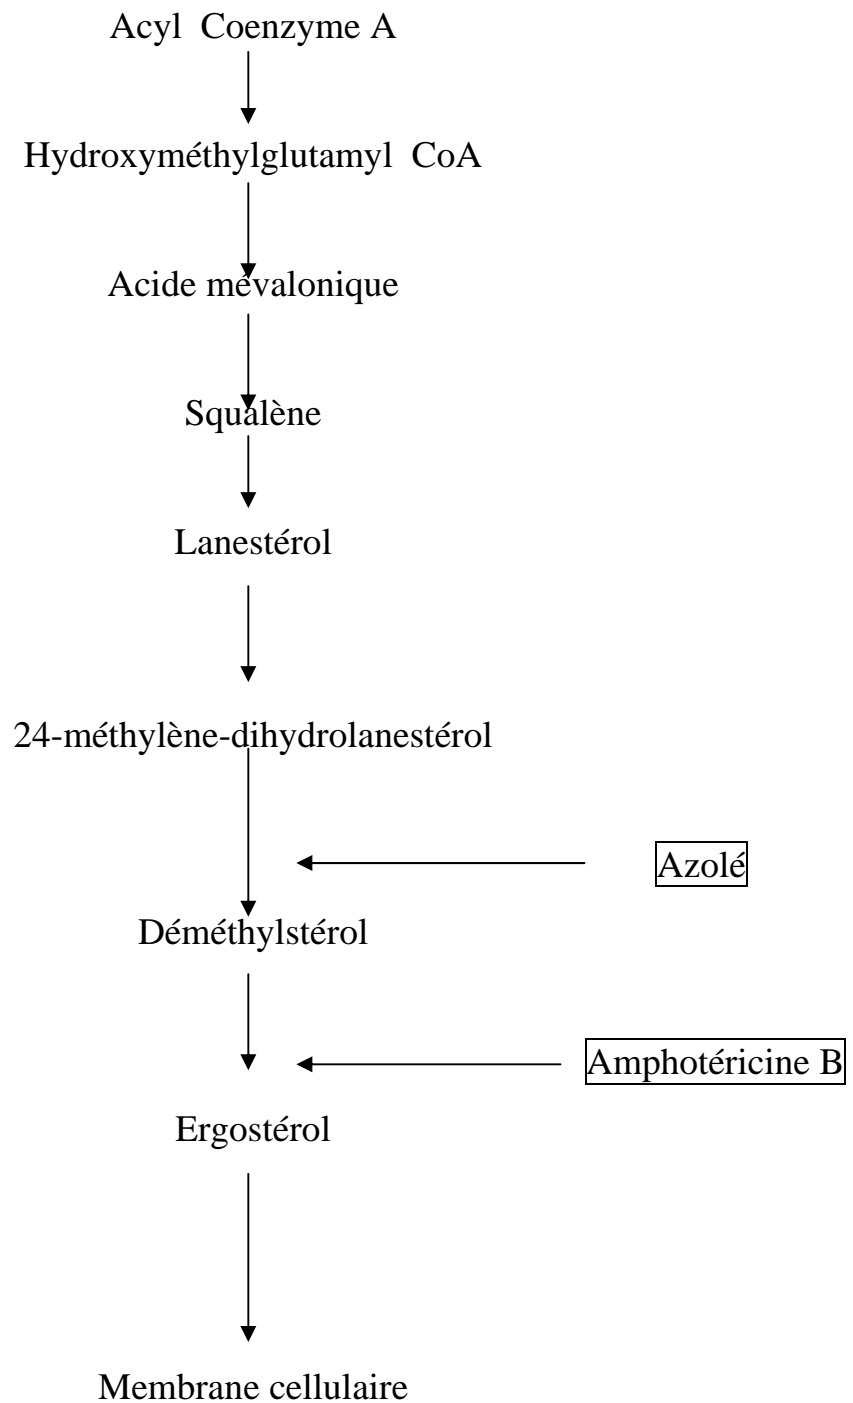 Acyl Coenzyme A
Hydroxyméthylglutamyl CoA
Acide mévalonique
Squalène
Lanestérol
24-méthylène-dihydrolanestérol
Azolé
Déméthylstérol
Amphotéricine B
Ergostérol
Membrane cellulaire